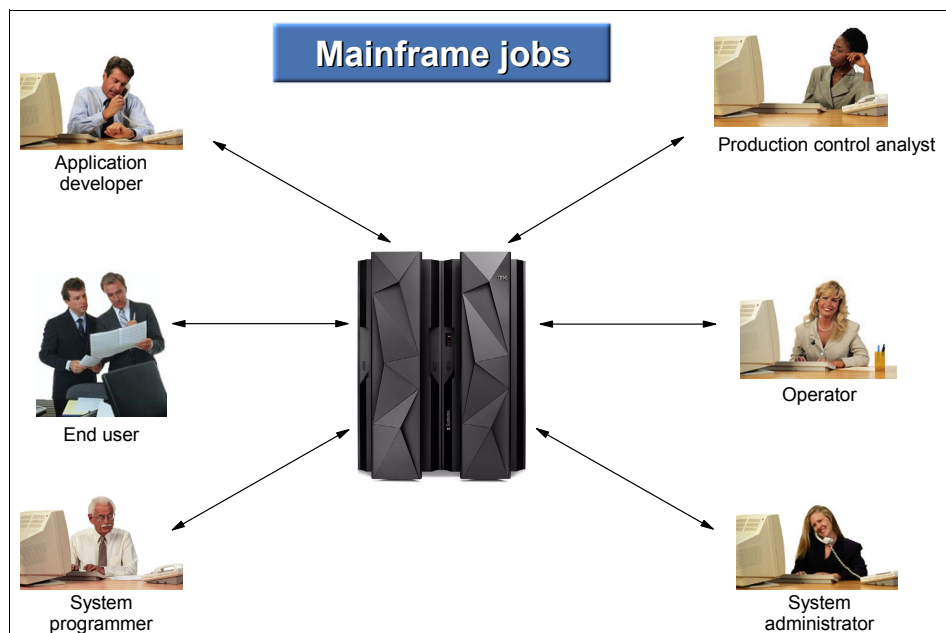 Mainframe jobs
Application
developer
Production control analyst
End user
Operator
System
programmer
System
administrator